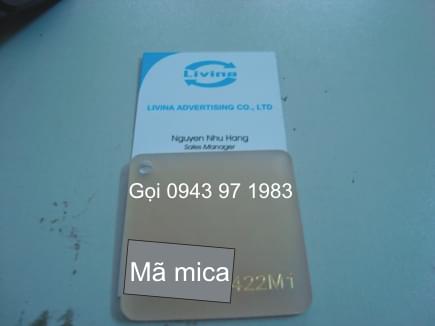 Livina
LIVINA ADVERTISING CO., LTD
Nguyen Nhu Hang
Sales Manager
Gọi 0943 97 1983
Mã mica
422M1